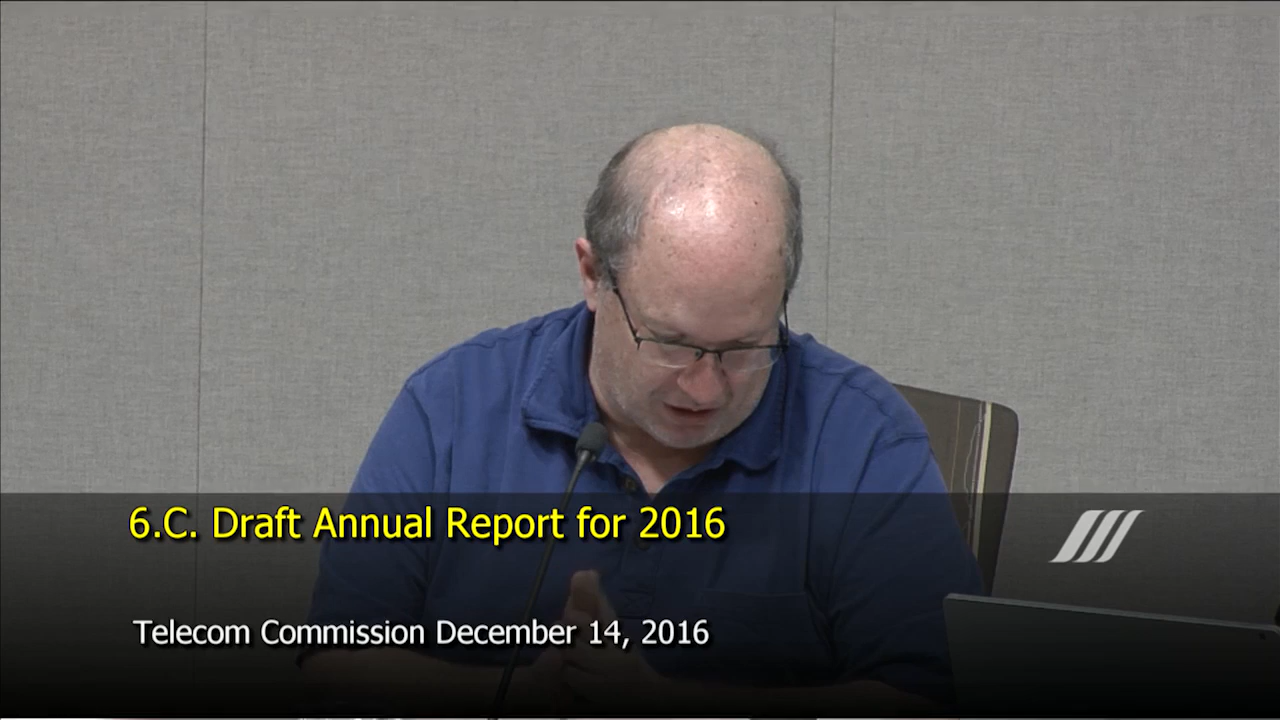 6.C. Draft Annual Report for 2016
Telecom Commission December 14, 2016